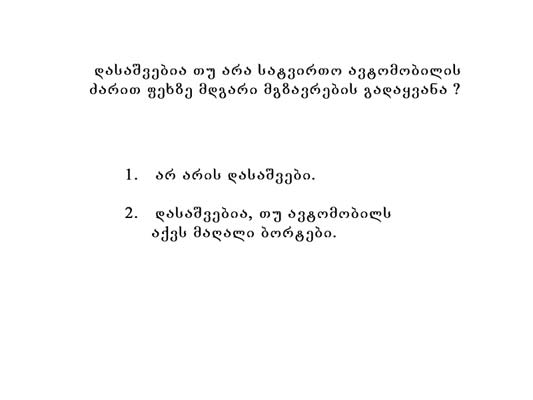 დასაშვებია თუ არა სატვირთო ავტომობილის
ძარით ფეხზე მდგარი მგზავრების გადაყვანა ?
1. არ არის დასაშვები.
2. დასაშვებია, თუ ავტომობილს
აქვს მაღალი ბორტები.